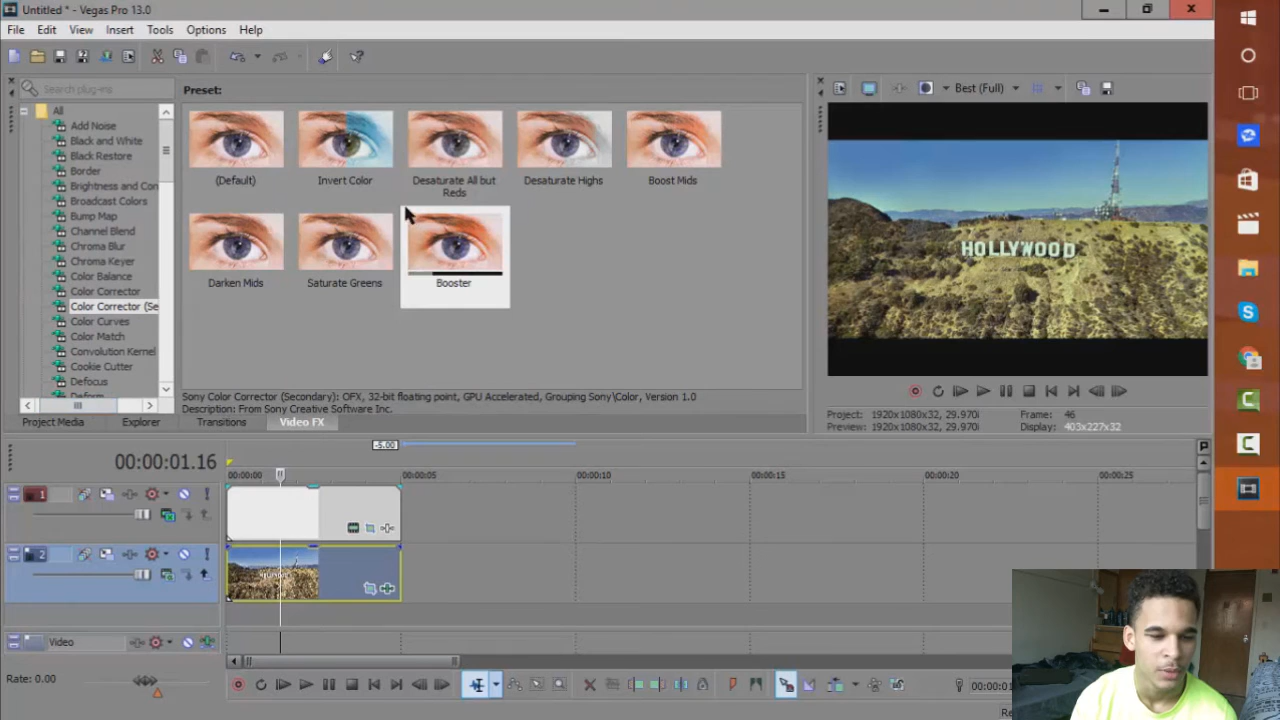 Untitled * - Vegas Pro 13.0
File Edit View Insert Tools Options Help
Search plug-ins
Preset:
Best (Full)
All
Add Noise
Black and White
Black Restore
Border
Brightness and Con
Broadcast Colors
Bump Map
Channel Blend
Chroma Blur
Chroma Keyer
Color Balance
Color Corrector
Color Corrector (Se
Color Curves
Color Match
Convolution Kernel
Cookie Cutter
Defocus
(Default)
Invert Color
Desaturate All but
Reds
Desaturate Highs
Boost Mids
Darken Mids
Saturate Greens
Booster
HOLLYWOOD
Sony Color Corrector (Secondary): OFX, 32-bit floating point, GPU Accelerated, Grouping Sony\Color, Version 1.0
Description: From Sony Creative Software Inc.
Project Media Explorer Transitions Video FX
Project: 1920x1080x32, 29.970i
Frame: 46
Preview: 1920x1080x32, 29.970i
Display: 403x227x32
-5.00
00:00:01.16
00:00:00 00:00:05 00:00:10 00:00:15 00:00:20 00:00:25
1
2
Video
Rate: 0.00